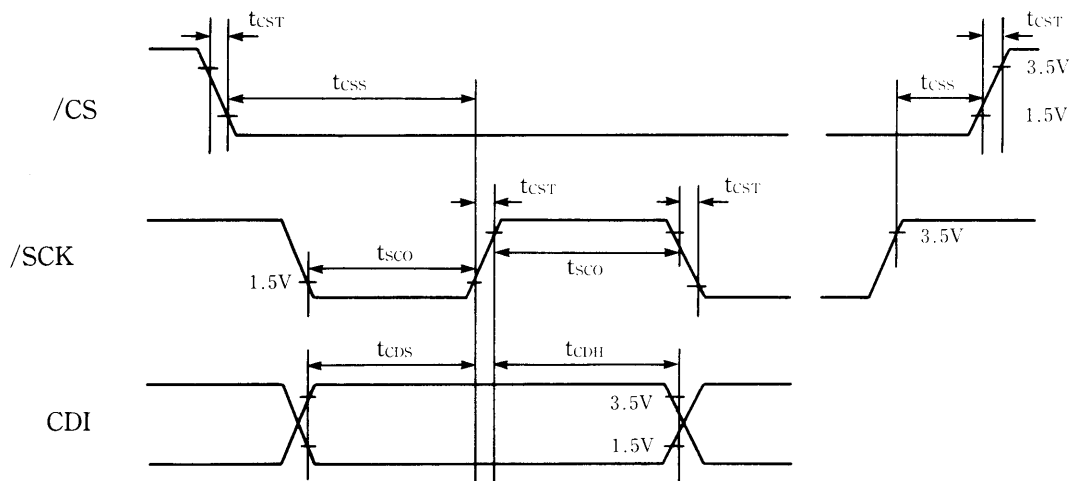 tCST
tCST
tCSS
tCSS
3.5V
/CS
1.5V
tCST
tCST
/SCK
tSCO
tSCO
3.5V
1.5V
tCDS
tCDH
CDI
3.5V
1.5V